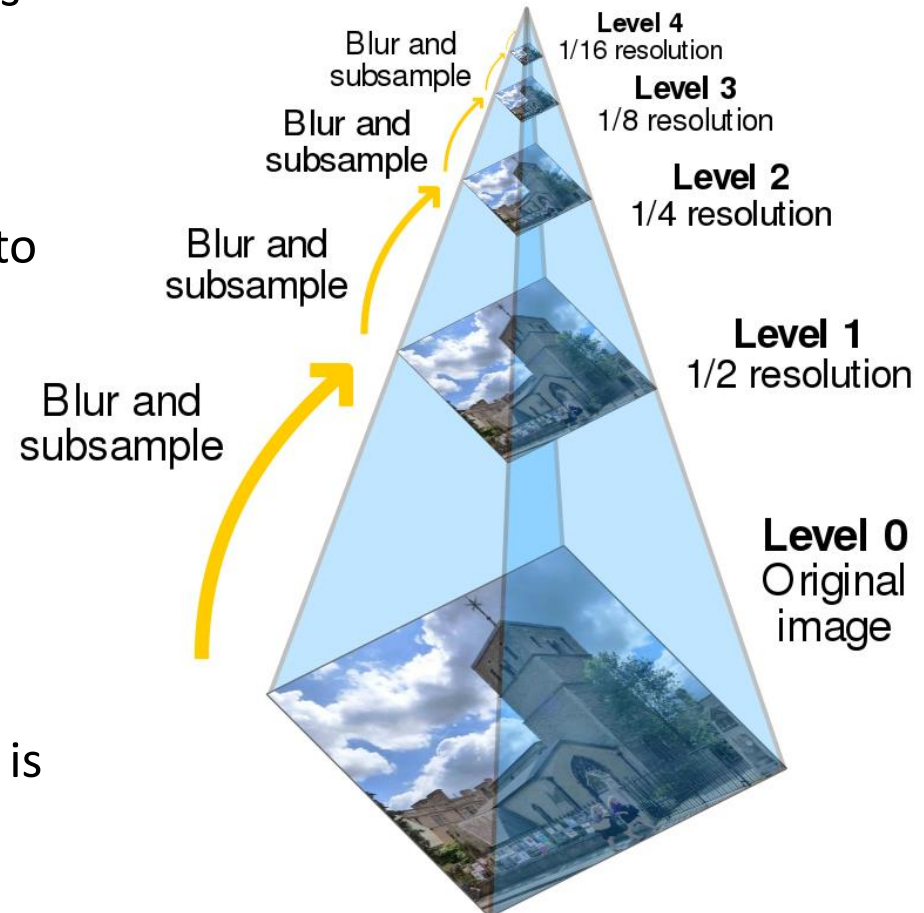 Level 4
1/16 resolution
Blur and
subsample
Level 3
1/8 resolution
Blur and
subsample
Level 2
1/4 resolution
to
Blur and
subsample
Level 1
1/2 resolution
Blur and
subsample
Level 0
Original
image
is